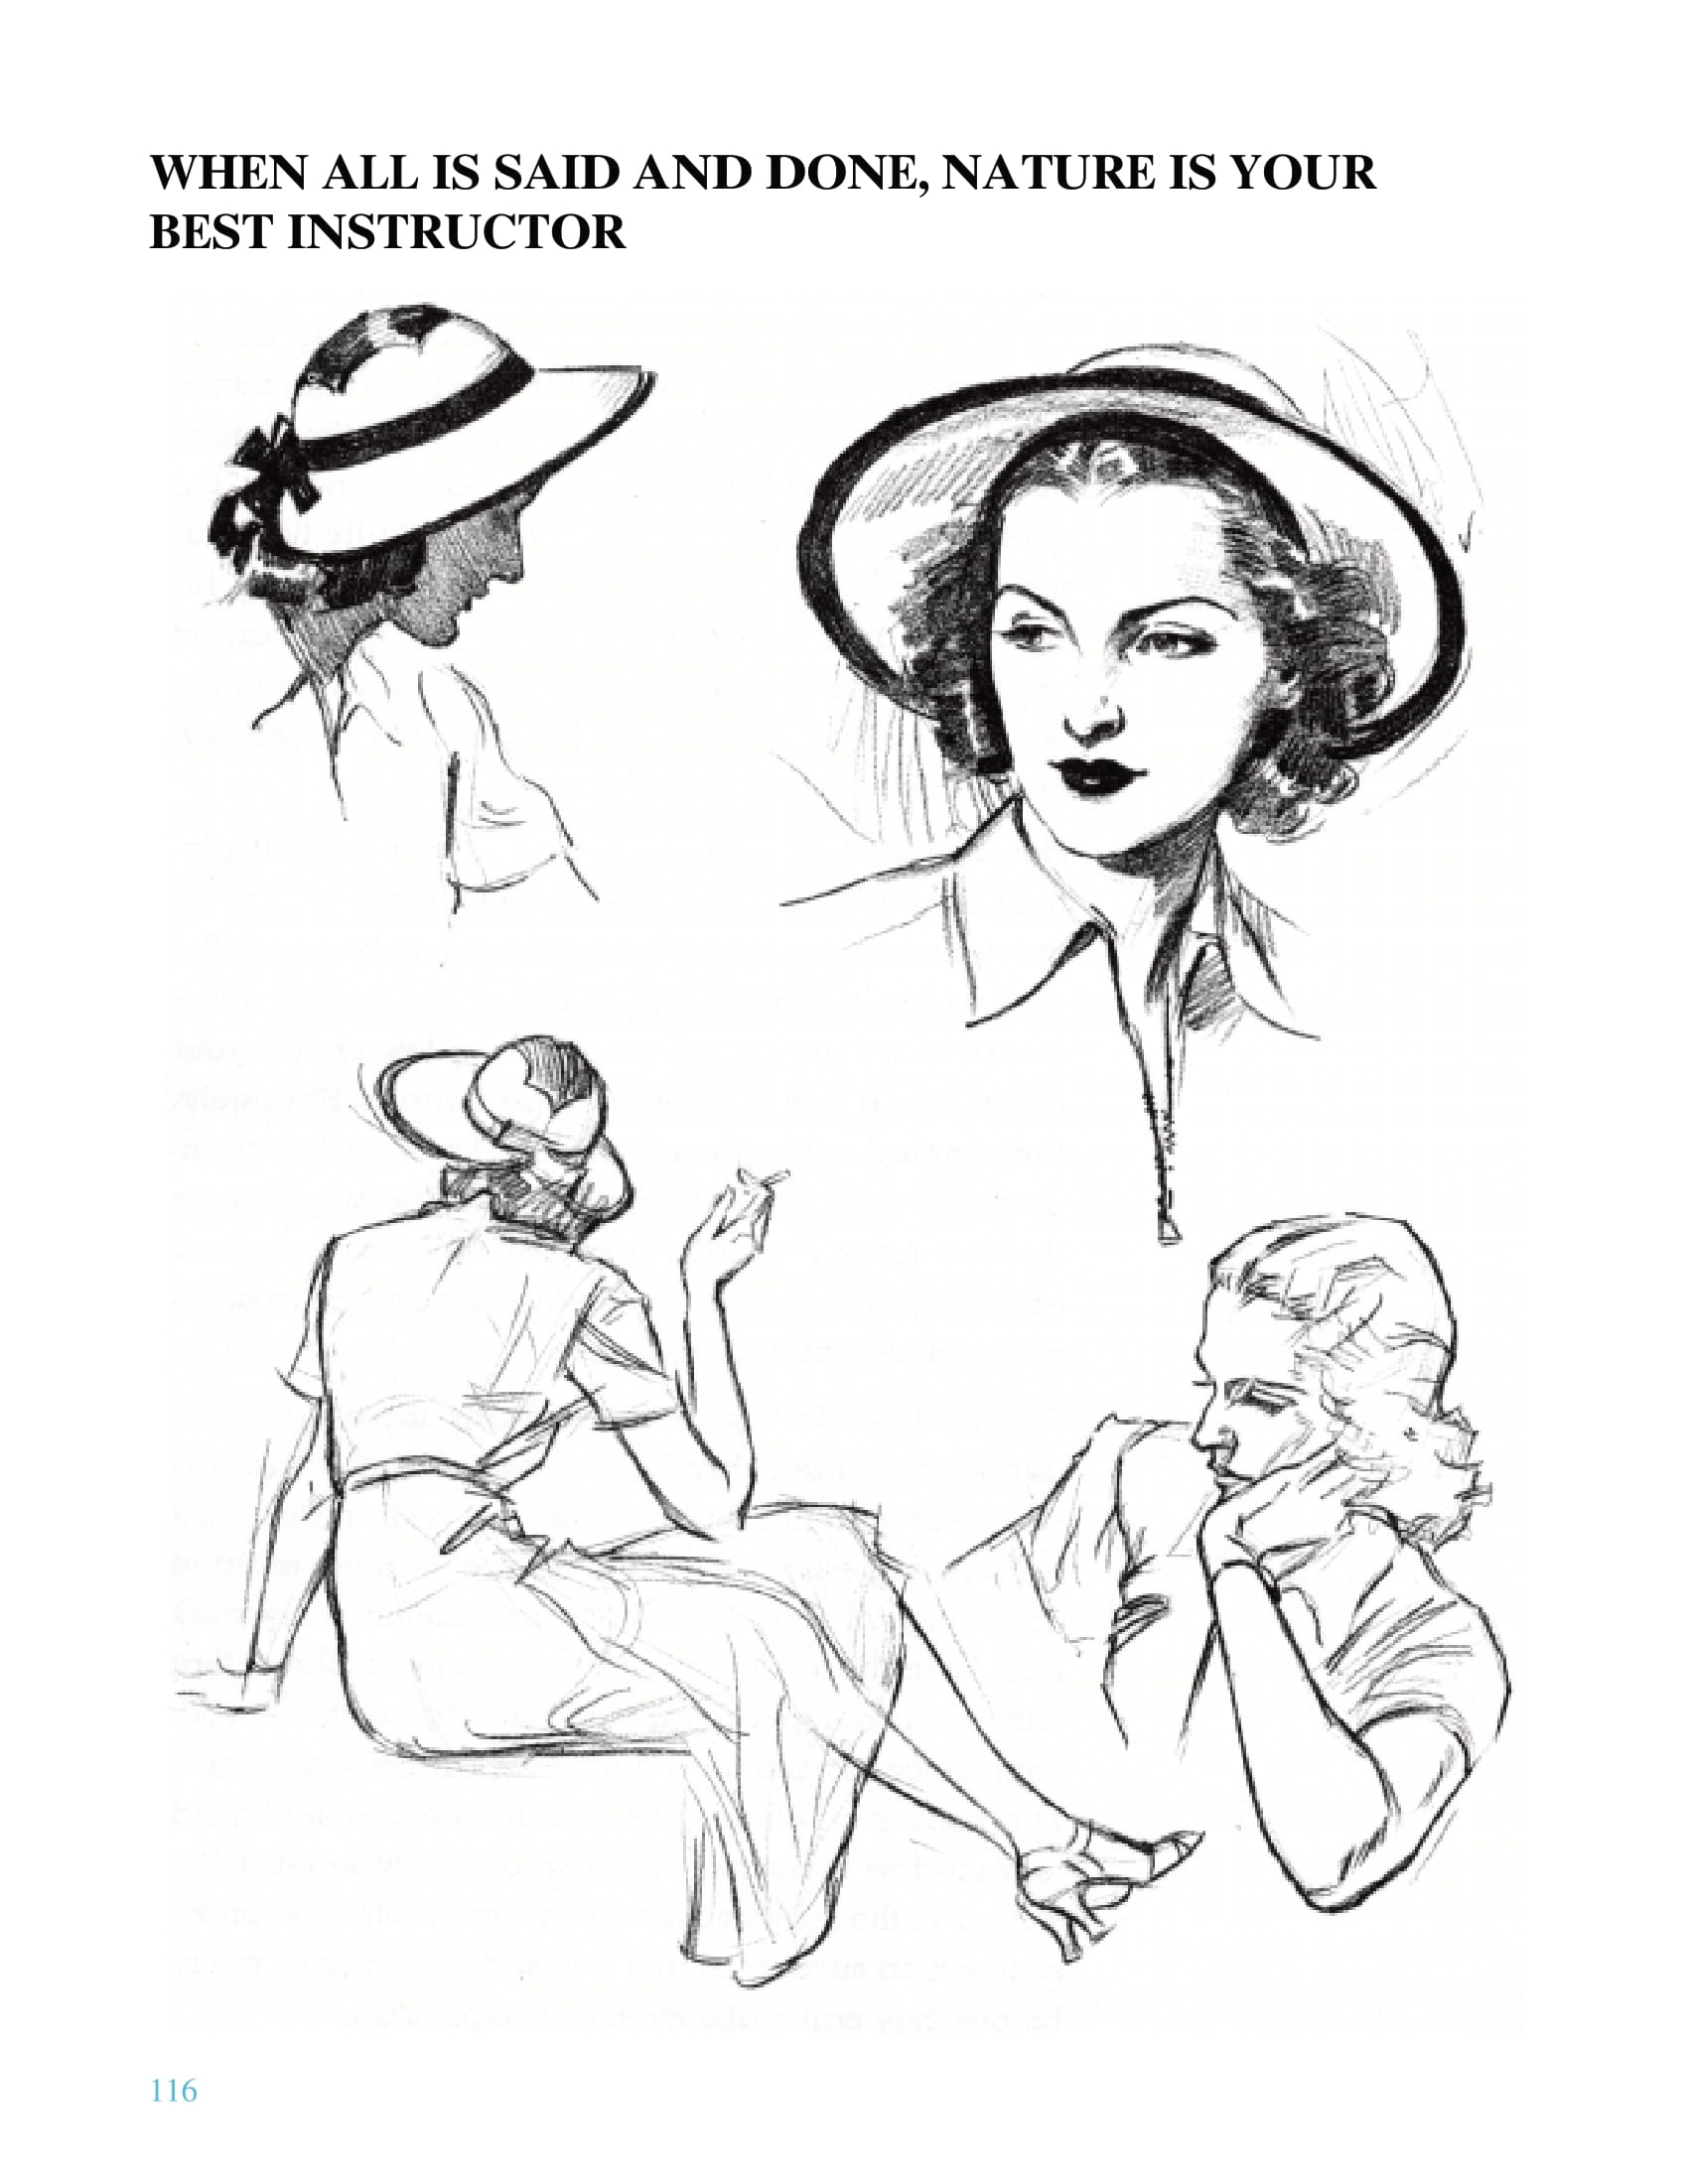 WHEN ALL IS SAID AND DONE, NATURE IS YOUR
BEST INSTRUCTOR
116